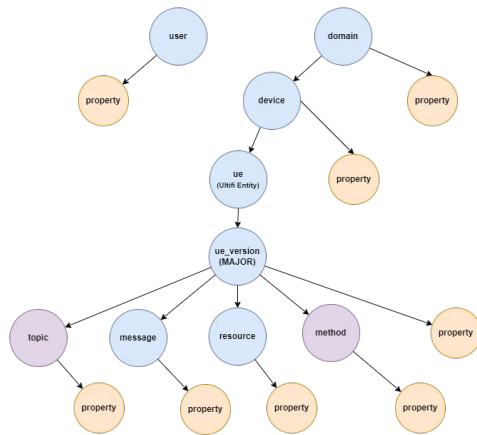 user
domain
property
device
property
ue
(Ultifi Entity)
property
ue_version
(MAJOR)
topic
message
resource
method
property
property
property
property
property